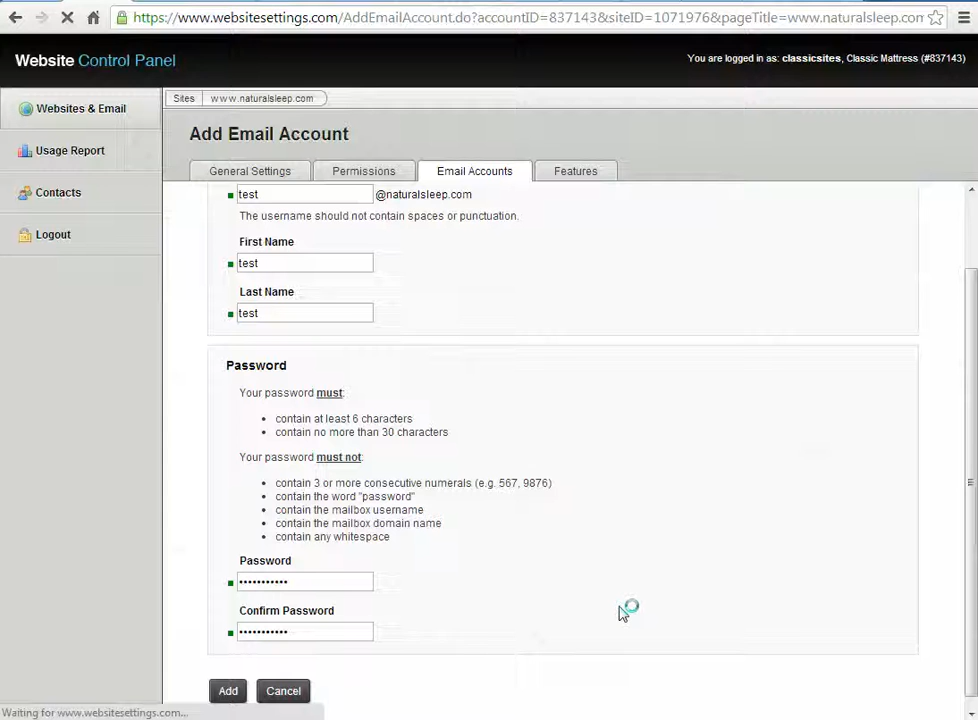 https://www.websitesettings.com/AddEmailAccount.do?accountID=837143&siteID=1071976&pageTitle=www.naturalsleep.com
Website Control Panel
You are logged in as: classicsites, Classic Mattress (#837143)
Websites & Email
Usage Report
Contacts
Logout
Sites
www.naturalsleep.com
Add Email Account
General Settings
Permissions
Email Accounts
Features
test
@naturalsleep.com
The username should not contain spaces or punctuation.
First Name
test
Last Name
test
Password
Your password must:
• contain at least 6 characters
• contain no more than 30 characters
Your password must not:
• contain 3 or more consecutive numerals (e.g. 567, 9876)
• contain the word "password"
• contain the mailbox username
• contain the mailbox domain name
• contain any whitespace
Password
•••••••••••
Confirm Password
•••••••••••
Add
Cancel
Waiting for www.websitesettings.com...